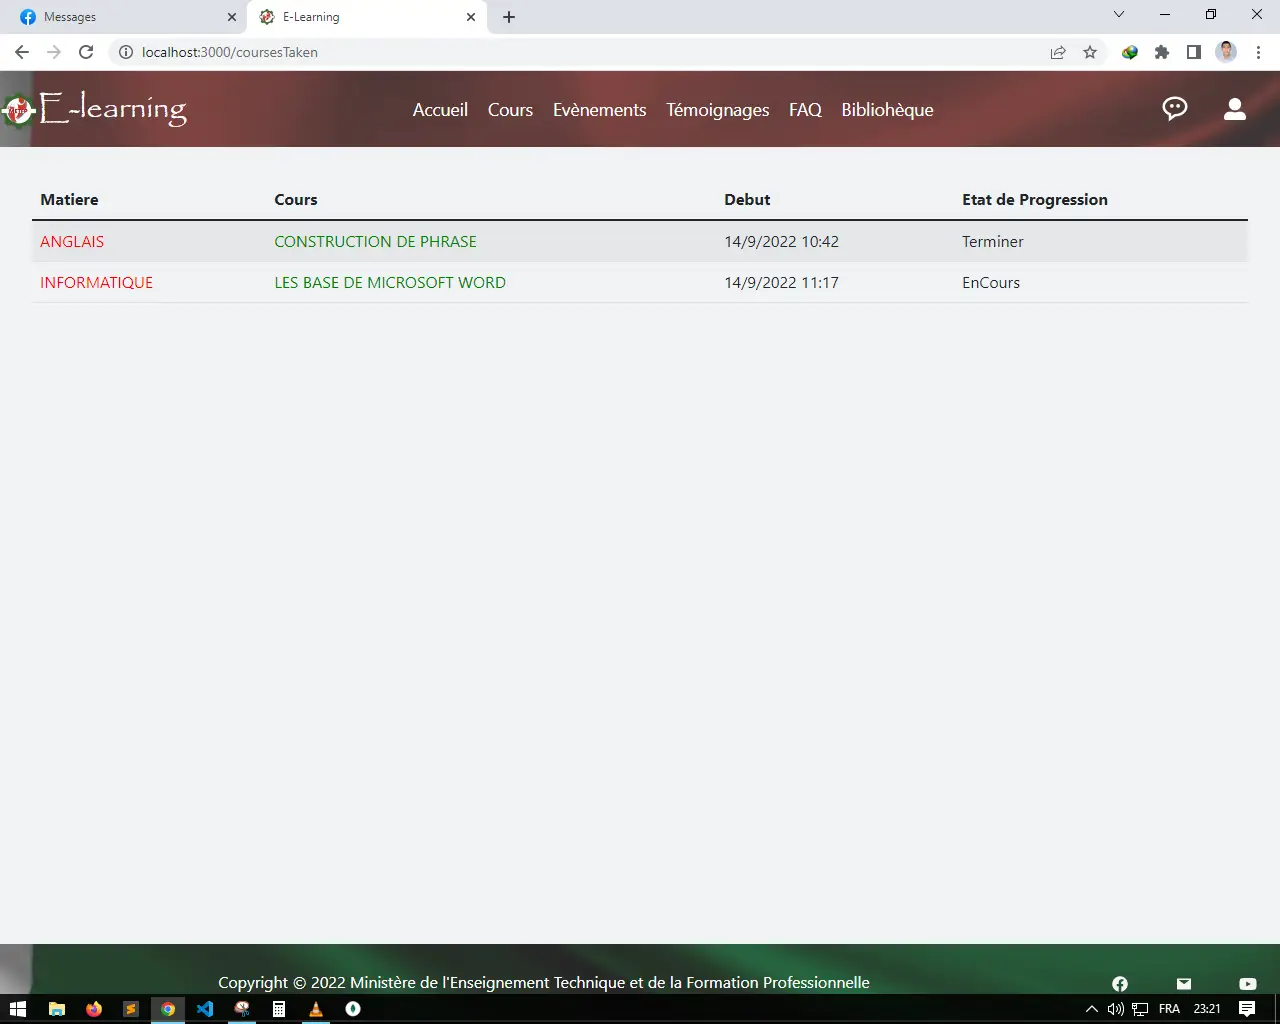 Messages
E-Learning
localhost:3000/coursesTaken
E-learning
Accueil Cours Evènements Témoignages FAQ Bibliohèque
Matiere Cours Debut Etat de Progression
ANGLAIS CONSTRUCTION DE PHRASE 14/9/2022 10:42 Terminer
INFORMATIQUE LES BASE DE MICROSOFT WORD 14/9/2022 11:17 EnCours
Copyright © 2022 Ministère de l'Enseignement Technique et de la Formation Professionnelle
FRA 23:21